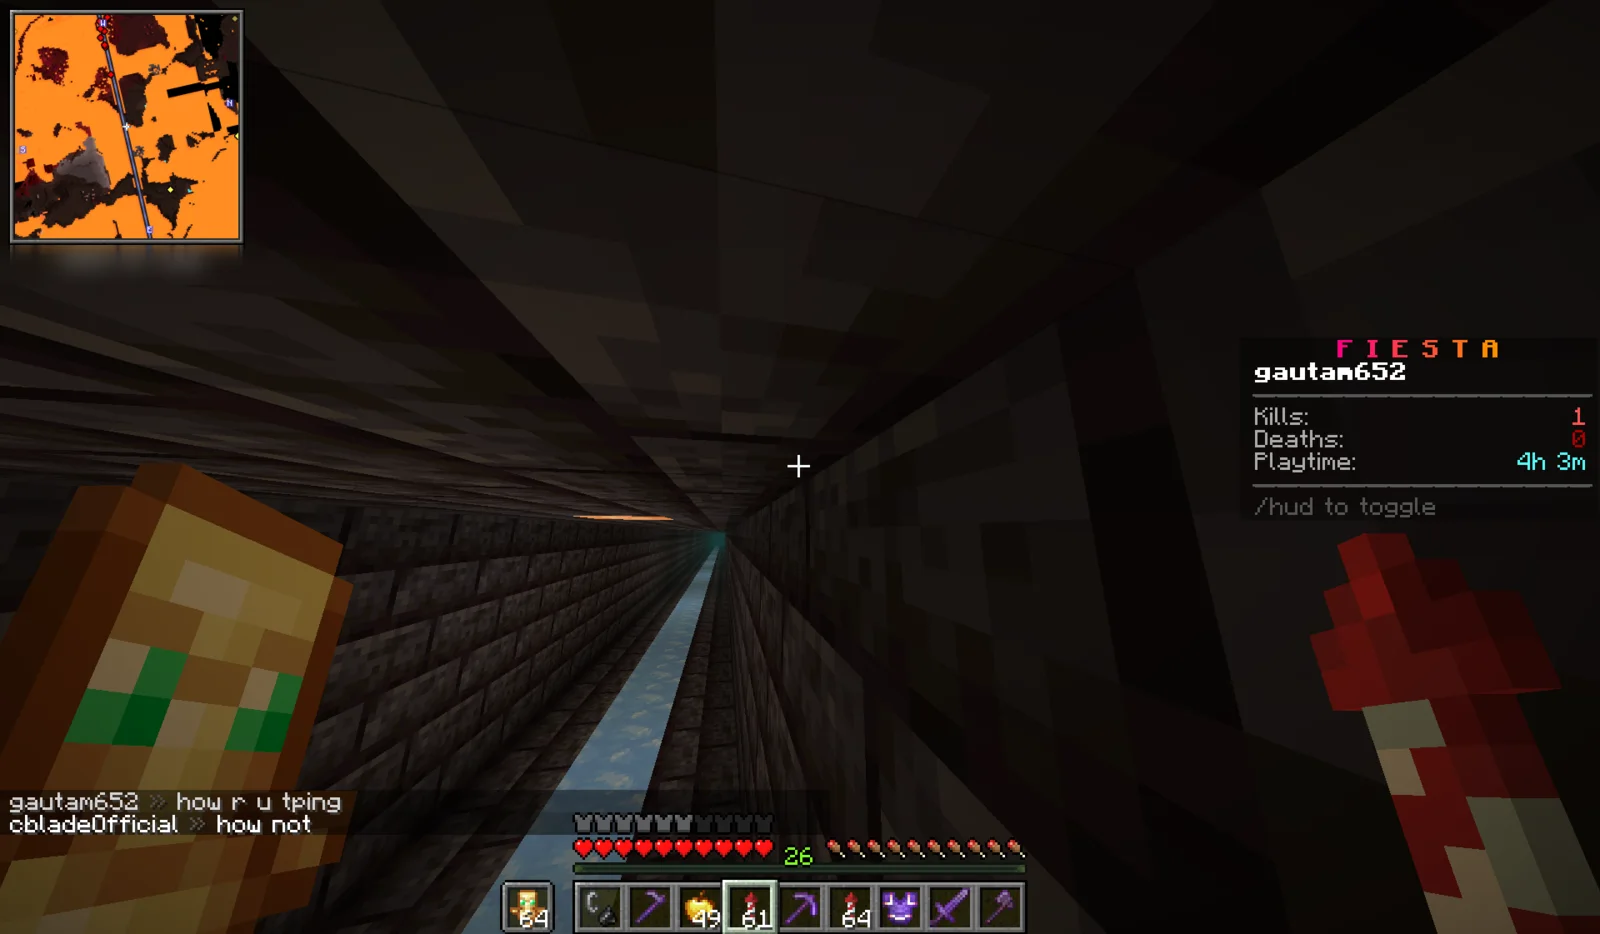 N
N
S
S
F I E S T A
gautam652
Kills: 1
Deaths: 0
Playtime: 4h 3m
/hud to toggle
gautam652 » how r u tping
cbladeOfficial » how not
26
64 49 61 64